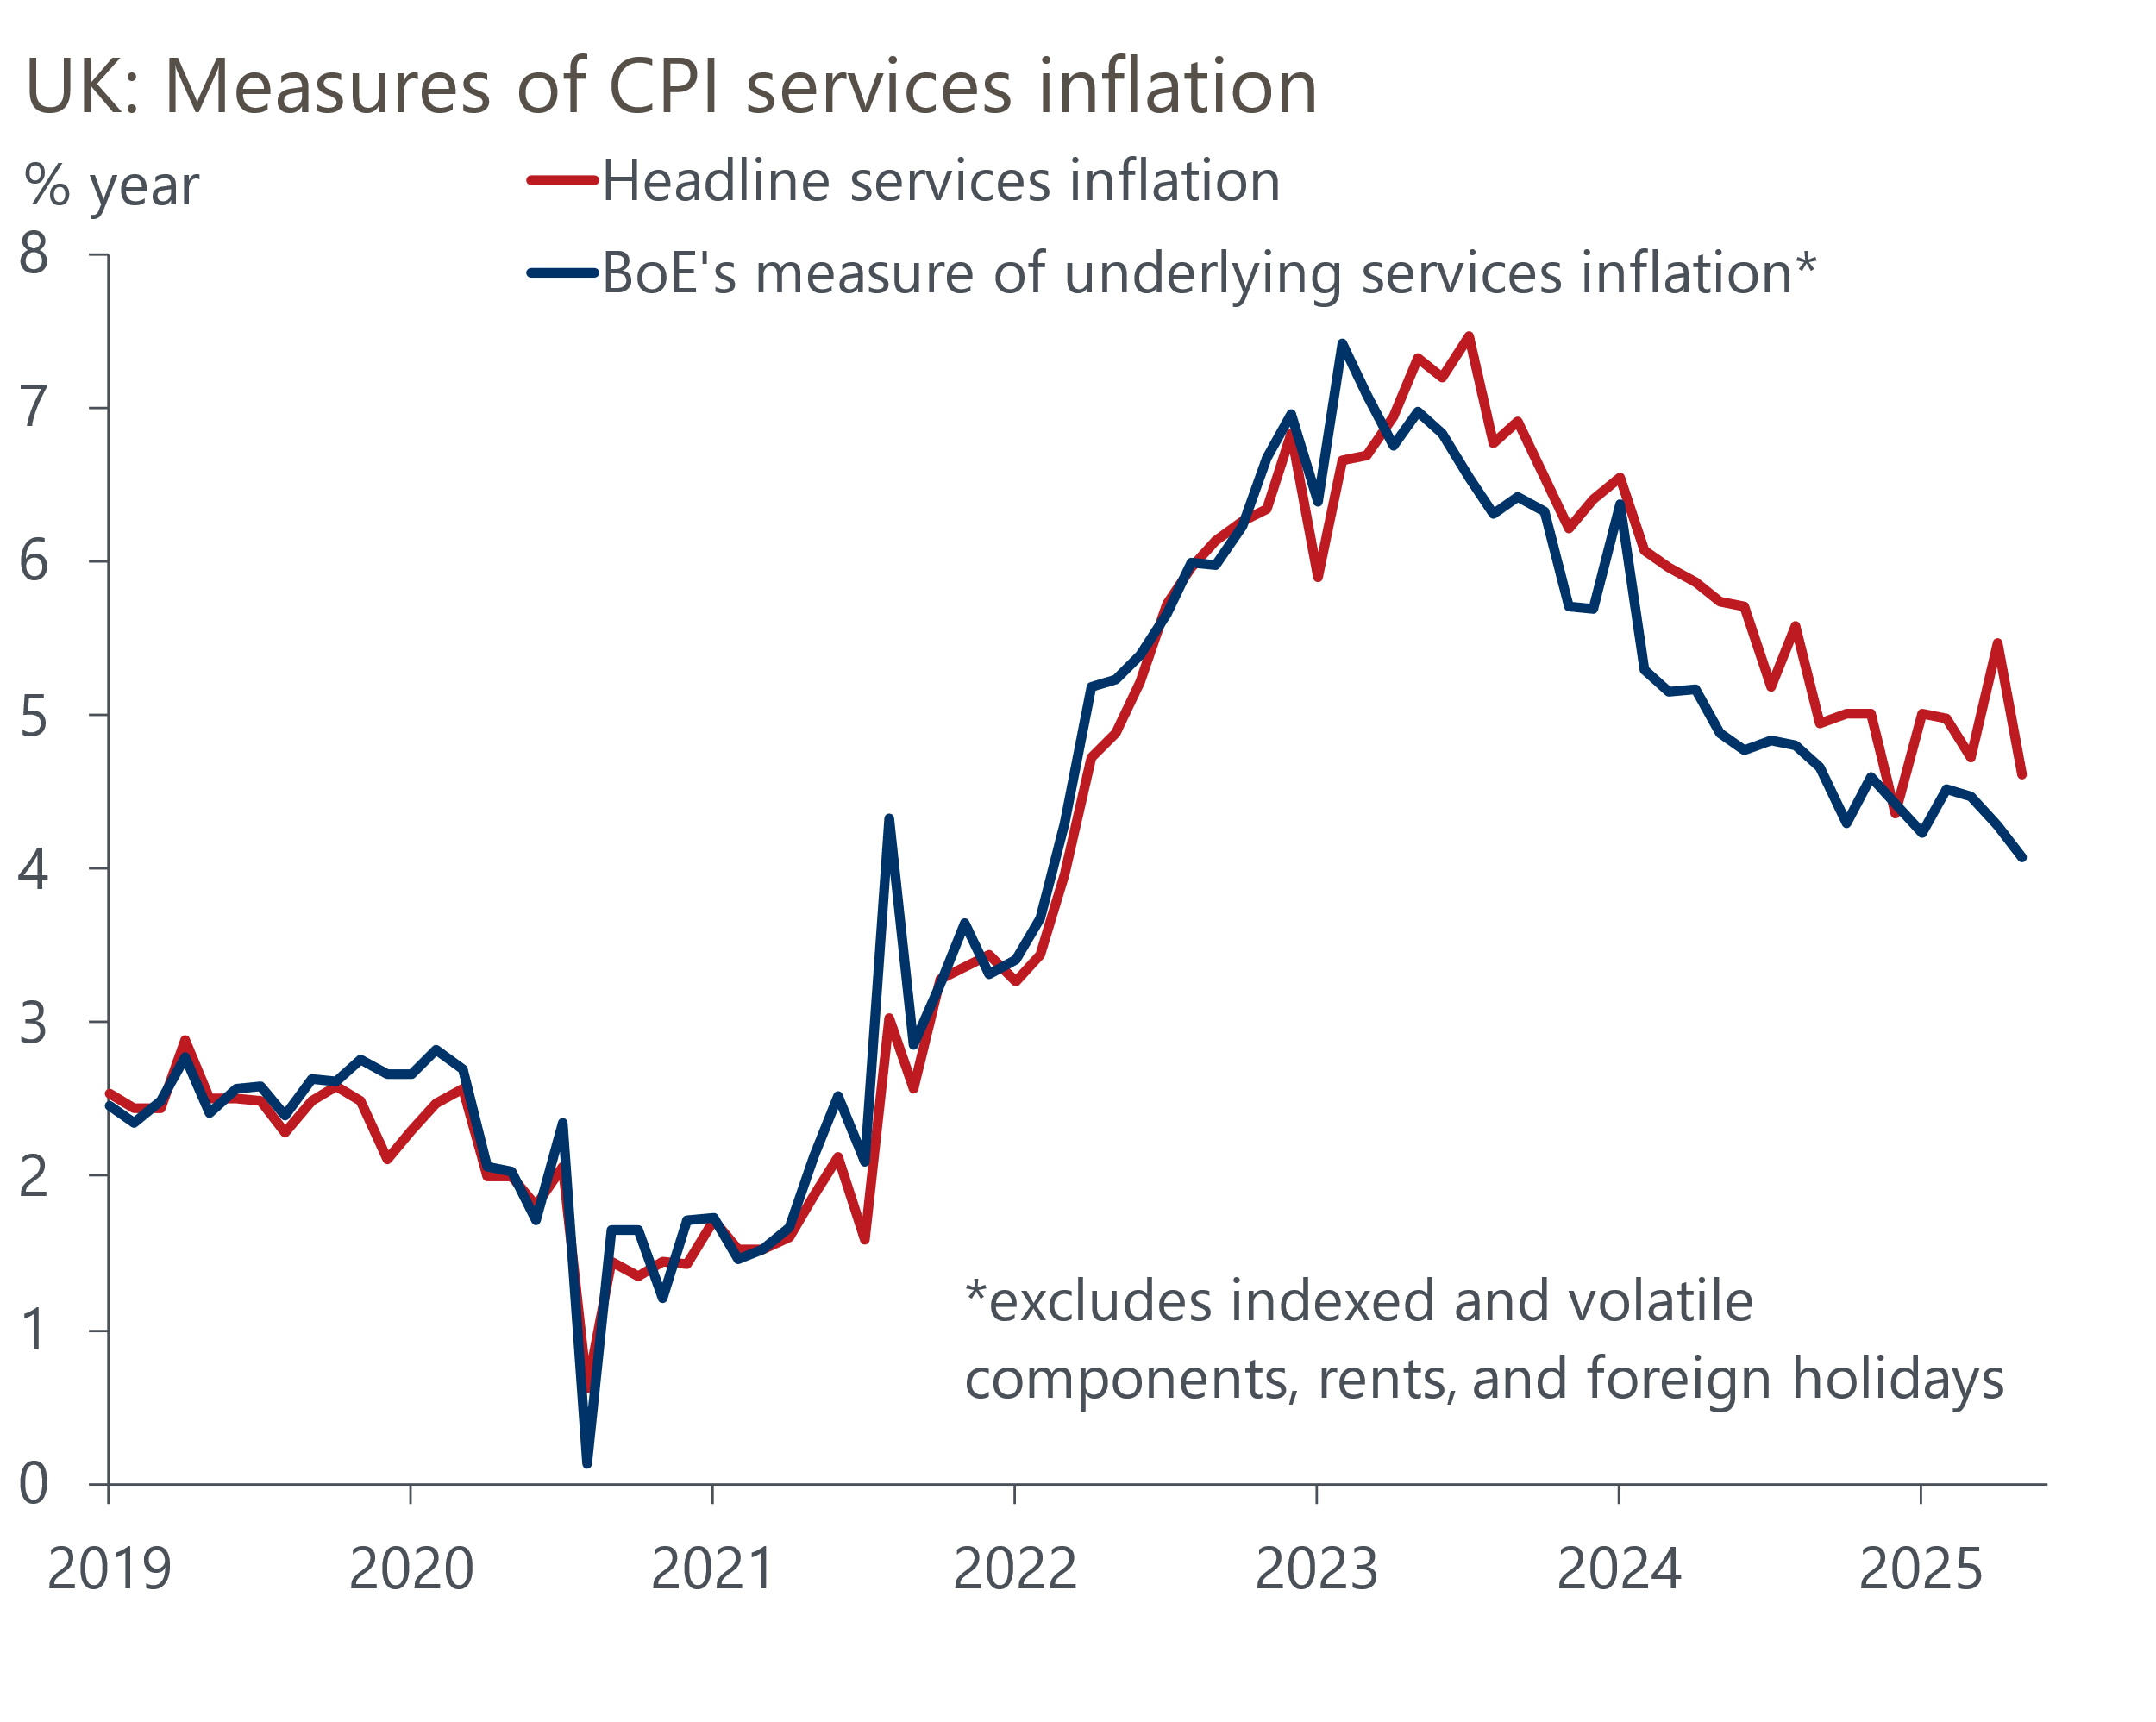 UK: Measures of CPI services inflation
% year
Headline services inflation
BoE's measure of underlying services inflation*
8
7
6
5
4
3
2
1
0
*excludes indexed and volatile
components, rents, and foreign holidays
2019 2020 2021 2022 2023 2024 2025